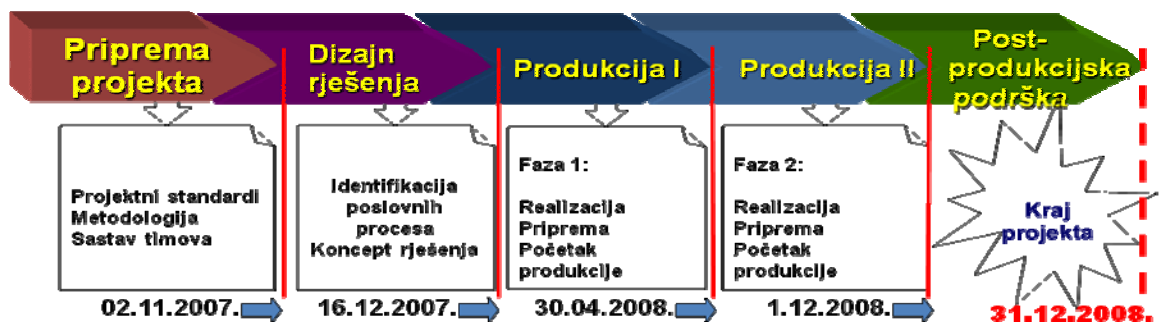 Priprema
projekta
Dizajn
rješenja
Produkcija I
Produkcija II
Post-
produkcijska
podrška
Projektni standardi
Metodologija
Sastav timova
Identifikacija
poslovnih
procesa
Koncept rješenja
Faza 1:
Realizacija
Priprema
Početak
produkcije
Faza 2:
Realizacija
Priprema
Početak
produkcije
Kraj
projekta
02.11.2007.
16.12.2007.
30.04.2008.
1.12.2008.
31.12.2008.